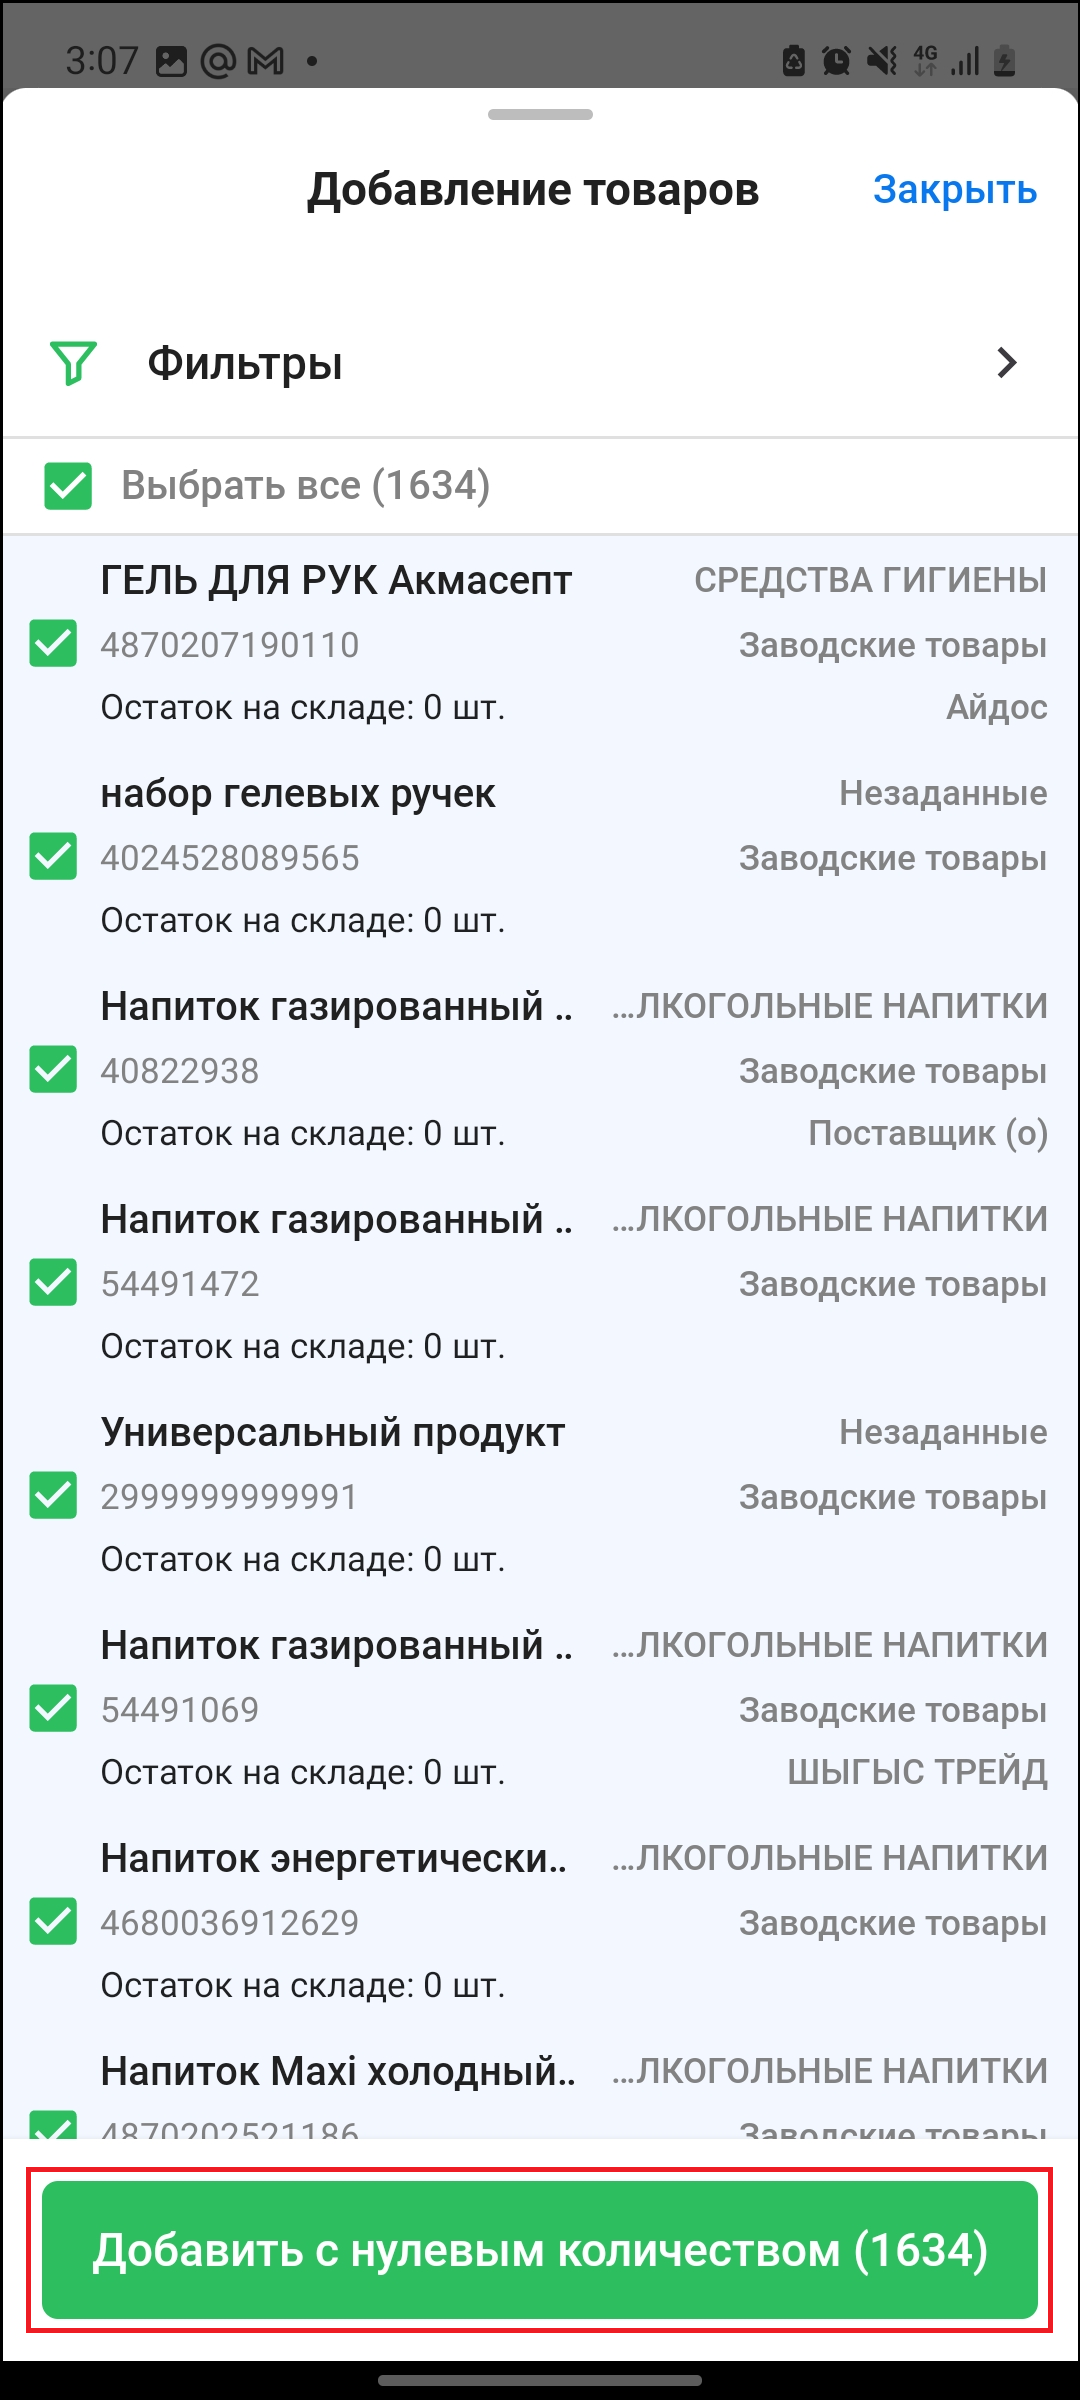 3:07
4G
Добавление товаров Закрыть
Фильтры
Выбрать все (1634)
ГЕЛЬ ДЛЯ РУК Акмасепт СРЕДСТВА ГИГИЕНЫ
4870207190110 Заводские товары
Остаток на складе: 0 шт. Айдос
набор гелевых ручек Незаданные
4024528089565 Заводские товары
Остаток на складе: 0 шт.
Напиток газированный .. ...ЛКОГОЛЬНЫЕ НАПИТКИ
40822938 Заводские товары
Остаток на складе: 0 шт. Поставщик (о)
Напиток газированный .. ...ЛКОГОЛЬНЫЕ НАПИТКИ
54491472 Заводские товары
Остаток на складе: 0 шт.
Универсальный продукт Незаданные
2999999999991 Заводские товары
Остаток на складе: 0 шт.
Напиток газированный .. ...ЛКОГОЛЬНЫЕ НАПИТКИ
54491069 Заводские товары
Остаток на складе: 0 шт. ШЫГЫС ТРЕЙД
Напиток энергетически.. ...ЛКОГОЛЬНЫЕ НАПИТКИ
4680036912629 Заводские товары
Остаток на складе: 0 шт.
Напиток Maxi холодный.. ...ЛКОГОЛЬНЫЕ НАПИТКИ
4870202521186 Заводские товары
Добавить с нулевым количеством (1634)